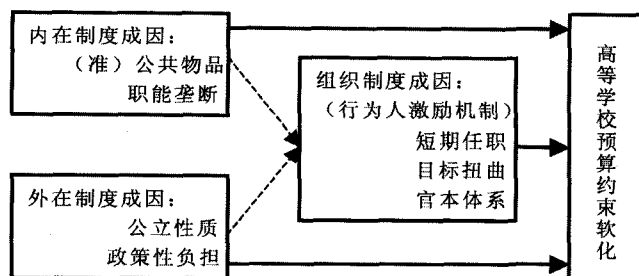 内在制度成因：
（准）公共物品
职能垄断
组织制度成因：
（行为人激励机制）
短期任职
目标扭曲
官本体系
外在制度成因：
公立性质
政策性负担
高等学校预算约束软化